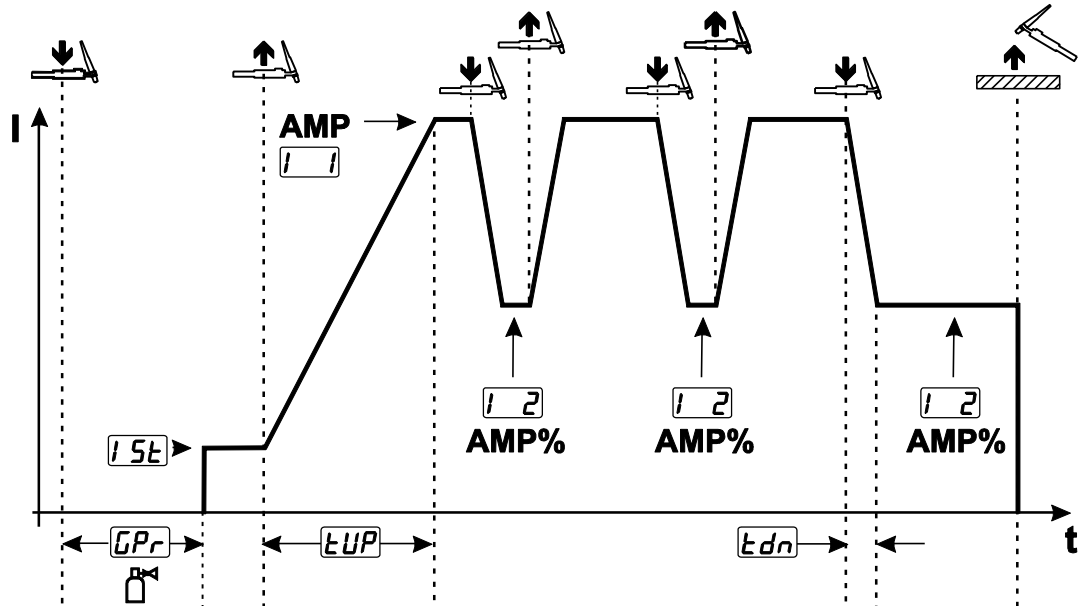 I
AMP
I 1
I 2
AMP%
I 2
AMP%
I 2
AMP%
I St
GPr
tUP
tdn
t